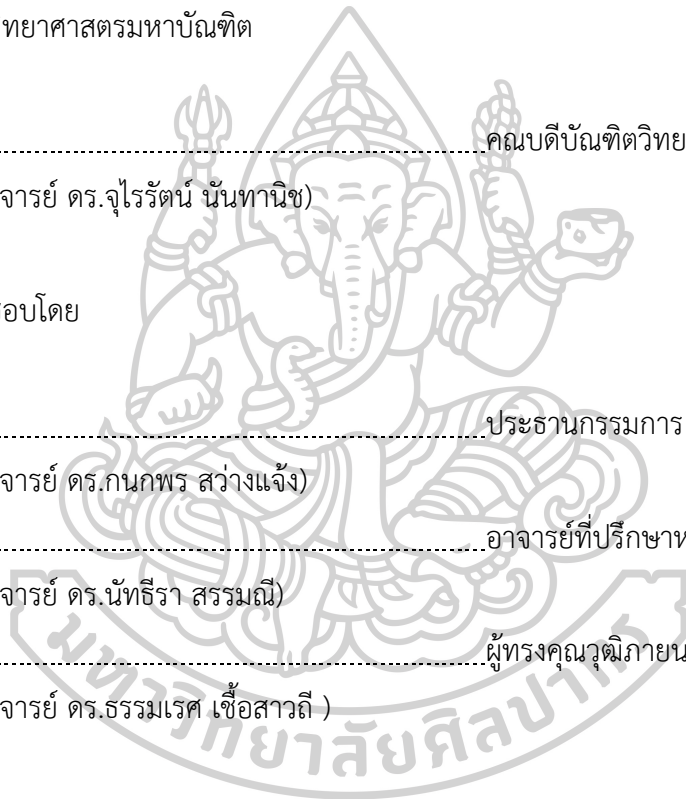 ทยาศาสตรมหาบัณฑิต
คณบดีบัณฑิตวิทย
จารย์ ดร.จุไรรัตน์ นันทานิช)
อบโดย
ประธานกรรมการ
จารย์ ดร.กนกพร สว่างแจ้ง)
อาจารย์ที่ปรึกษาห
จารย์ ดร.นัทธีรา สรรมณี)
ผู้ทรงคุณวุฒิภายน
จารย์ ดร.ธรรมเรศ เชื้อสาวถี )
มหาวิทยาลัยศิลปากร